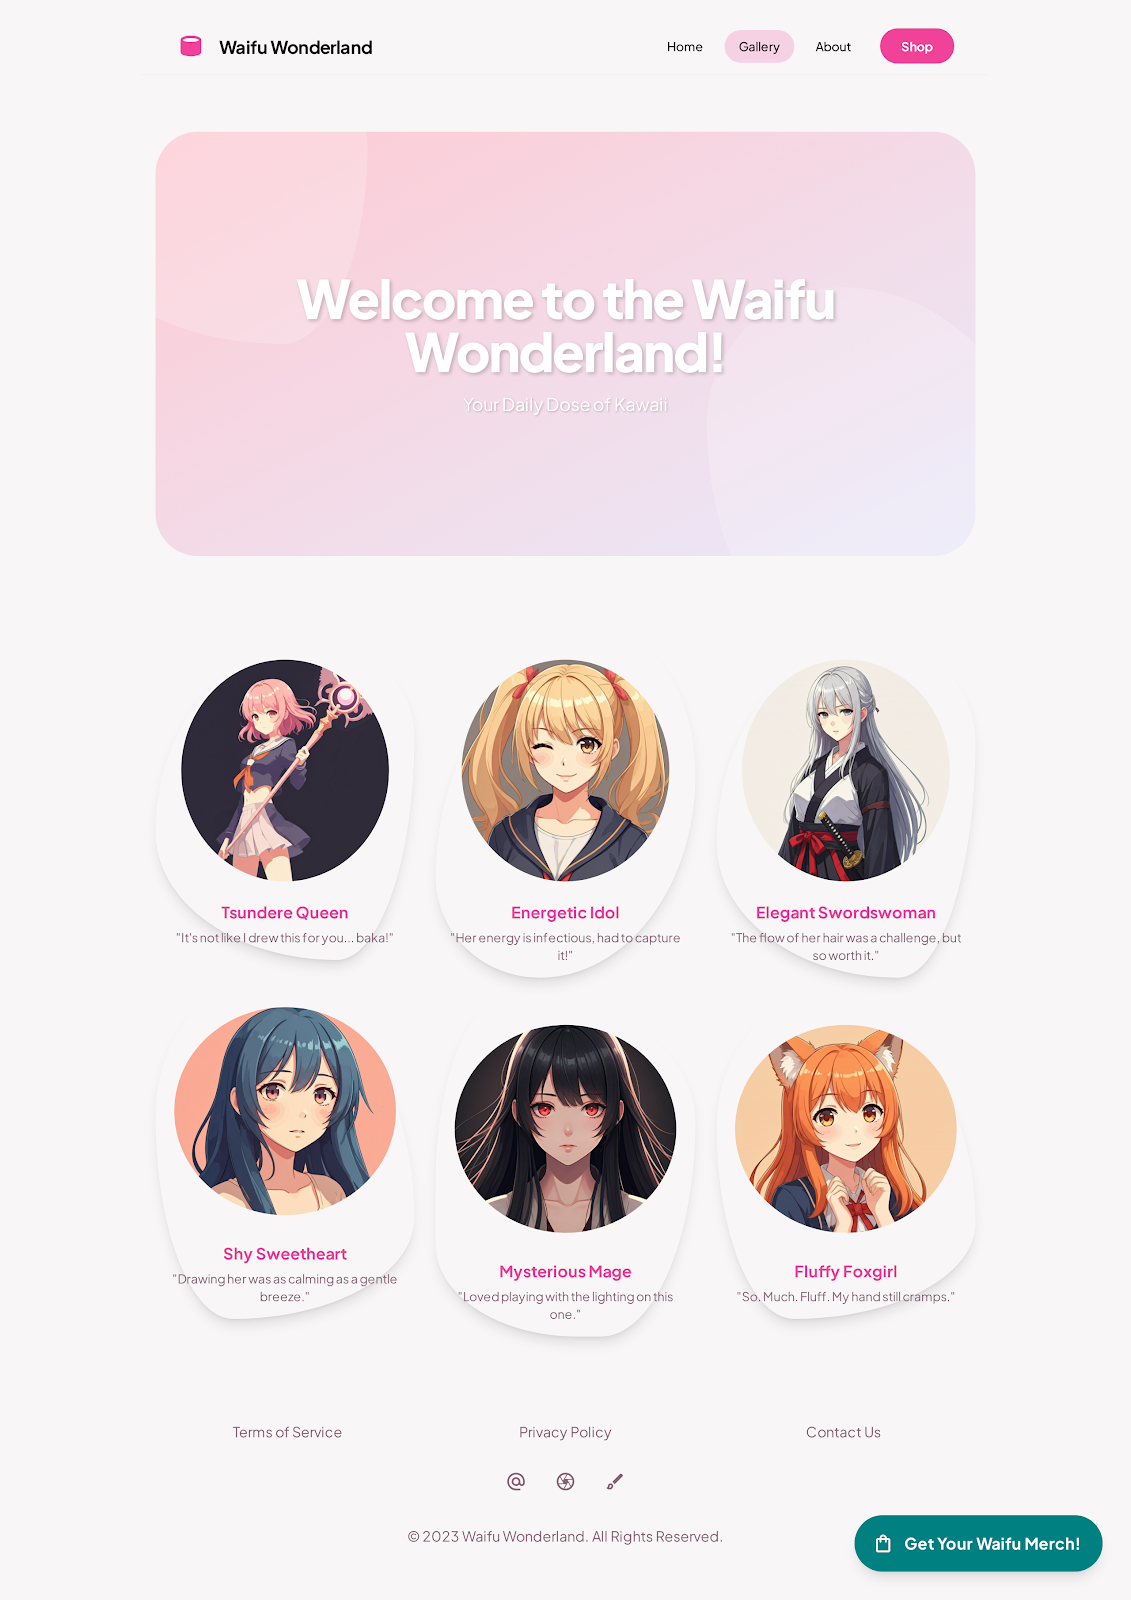 Waifu Wonderland
Home
Gallery
About
Shop
Welcome to the Waifu
Wonderland!
Your Daily Dose of Kawaii
Tsundere Queen
"It's not like I drew this for you... baka!"
Energetic Idol
"Her energy is infectious, had to capture
it!"
Elegant Swordswoman
"The flow of her hair was a challenge, but
so worth it."
Shy Sweetheart
"Drawing her was as calming as a gentle
breeze."
Mysterious Mage
"Loved playing with the lighting on this
one."
Fluffy Foxgirl
"So. Much. Fluff. My hand still cramps."
Terms of Service
Privacy Policy
Contact Us
© 2023 Waifu Wonderland. All Rights Reserved.
Get Your Waifu Merch!